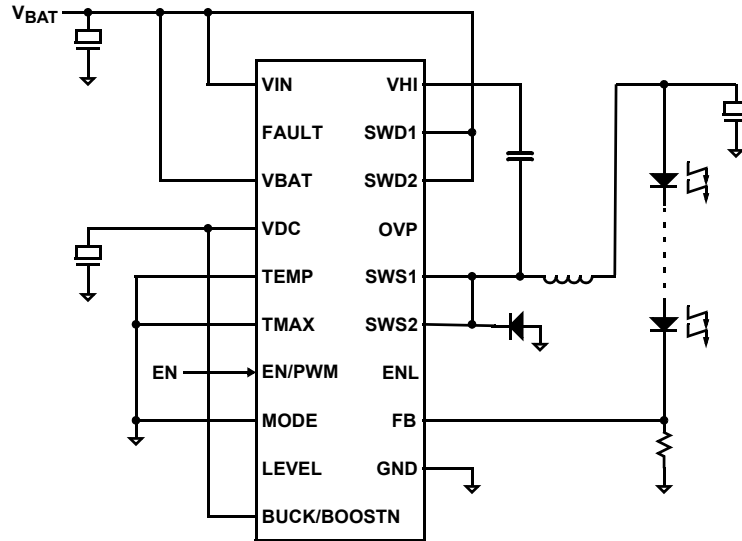 VBAT
VIN VHI
FAULT SWD1
VBAT SWD2
VDC OVP
TEMP SWS1
TMAX SWS2
EN EN/PWM ENL
MODE FB
LEVEL GND
BUCK/BOOSTN